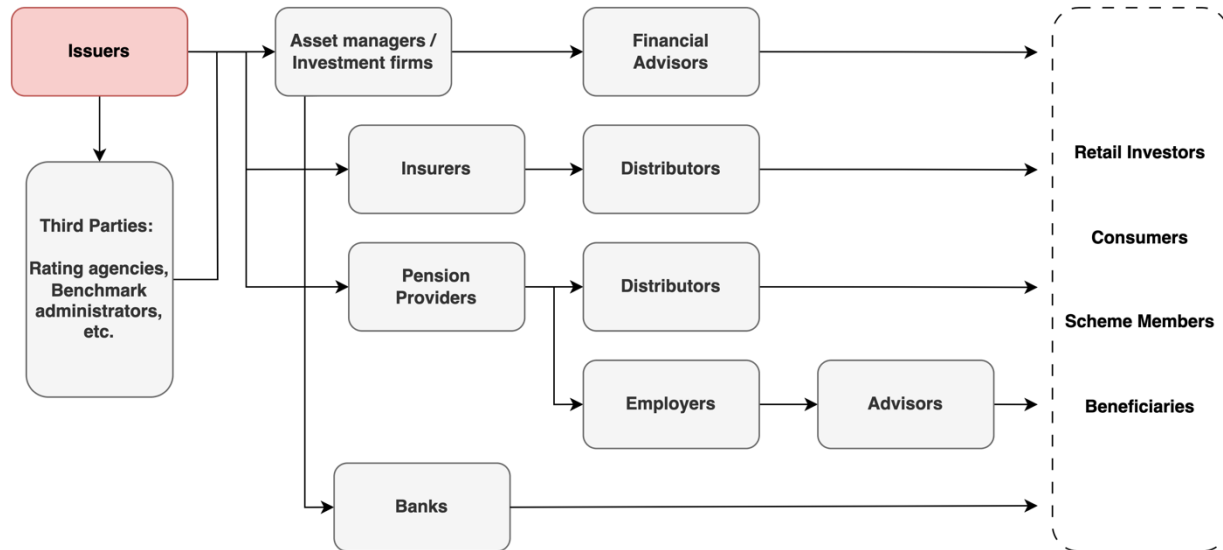 Issuers
Asset managers /
Investment firms
Financial
Advisors
Third Parties:
Rating agencies,
Benchmark
administrators,
etc.
Insurers
Distributors
Pension
Providers
Distributors
Employers
Advisors
Banks
Retail Investors
Consumers
Scheme Members
Beneficiaries